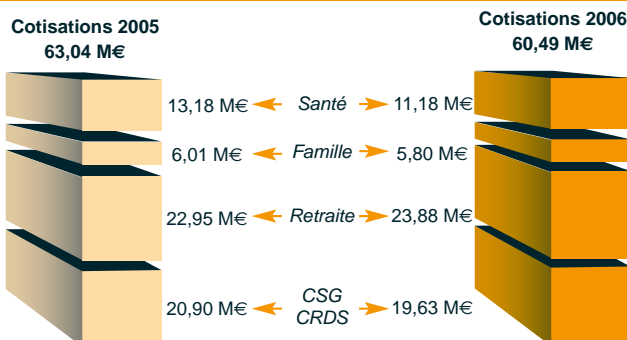 Cotisations 2005
63,04 M€
Cotisations 2006
60,49 M€
13,18 M€ Santé 11,18 M€
6,01 M€ Famille 5,80 M€
22,95 M€ Retraite 23,88 M€
20,90 M€ CSG CRDS 19,63 M€